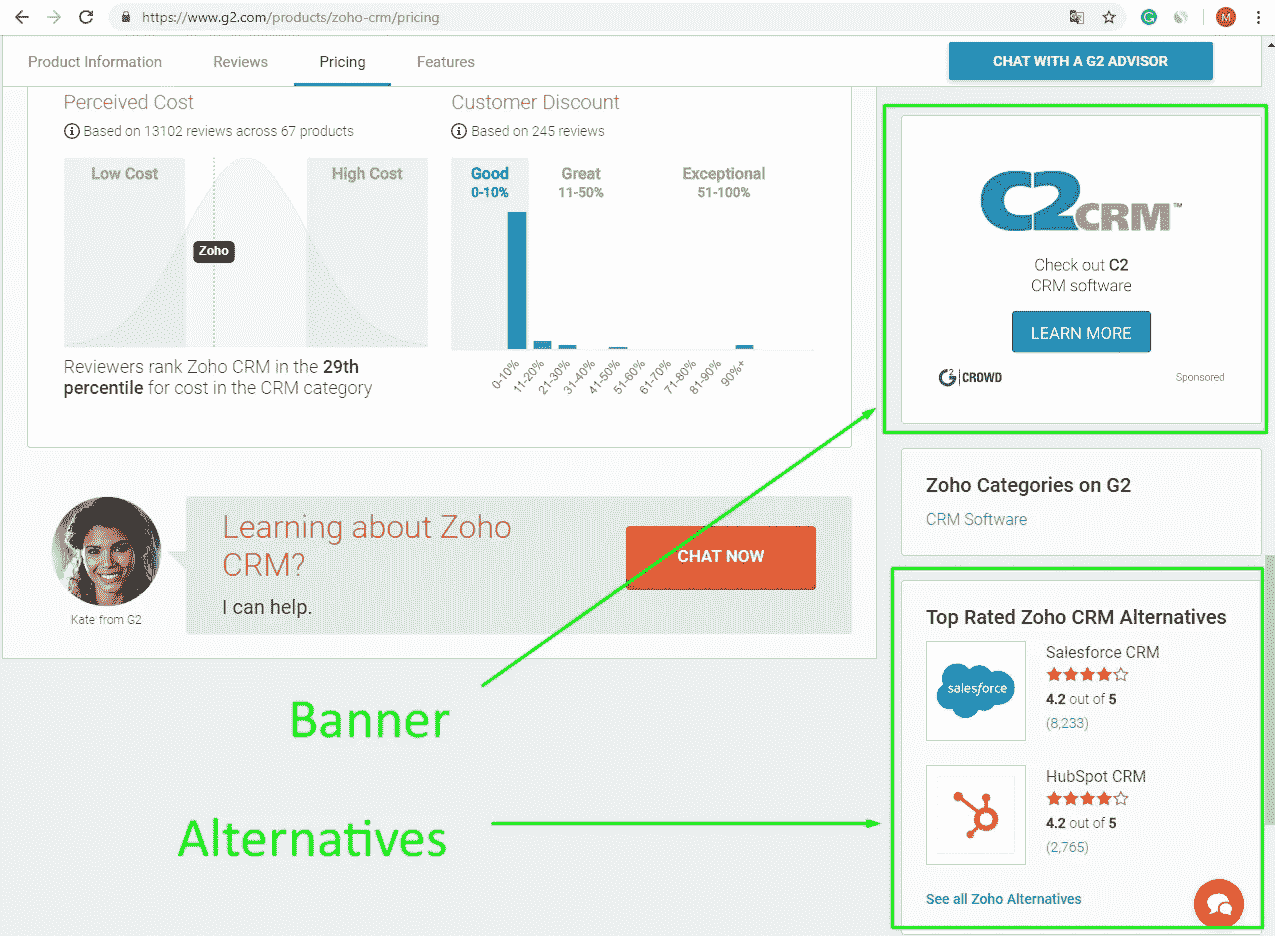 https://www.g2.com/products/zoho-crm/pricing
M
Product Information
Reviews
Pricing
Features
CHAT WITH A G2 ADVISOR
Perceived Cost
Based on 13102 reviews across 67 products
Low Cost
High Cost
Zoho
Reviewers rank Zoho CRM in the 29th
percentile for cost in the CRM category
Customer Discount
Based on 245 reviews
Good
0-10%
Great
11-50%
Exceptional
51-100%
0-10%
11-20%
21-30%
31-40%
41-50%
51-60%
61-70%
71-80%
81-90%
90%+
C2CRM™
Check out C2
CRM software
LEARN MORE
G2 CROWD
Sponsored
Zoho Categories on G2
CRM Software
Learning about Zoho
CRM?
I can help.
CHAT NOW
Kate from G2
Top Rated Zoho CRM Alternatives
salesforce
Salesforce CRM
4.2 out of 5
(8,233)
HubSpot CRM
4.2 out of 5
(2,765)
See all Zoho Alternatives
Banner
Alternatives